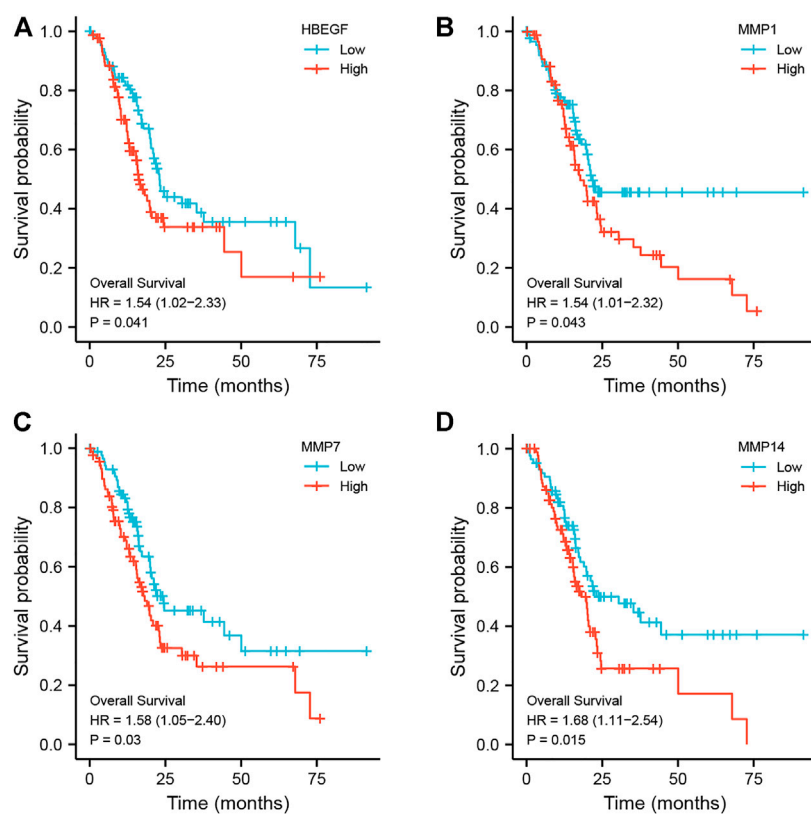 A
HBEGF
Low
High
1.0
0.8
0.6
0.4
0.2
0.0
Survival probability
Overall Survival
HR = 1.54 (1.02−2.33)
P = 0.041
0 25 50 75
Time (months)
B
MMP1
Low
High
1.0
0.8
0.6
0.4
0.2
0.0
Survival probability
Overall Survival
HR = 1.54 (1.01−2.32)
P = 0.043
0 25 50 75
Time (months)
C
MMP7
Low
High
1.0
0.8
0.6
0.4
0.2
0.0
Survival probability
Overall Survival
HR = 1.58 (1.05−2.40)
P = 0.03
0 25 50 75
Time (months)
D
MMP14
Low
High
1.0
0.8
0.6
0.4
0.2
0.0
Survival probability
Overall Survival
HR = 1.68 (1.11−2.54)
P = 0.015
0 25 50 75
Time (months)